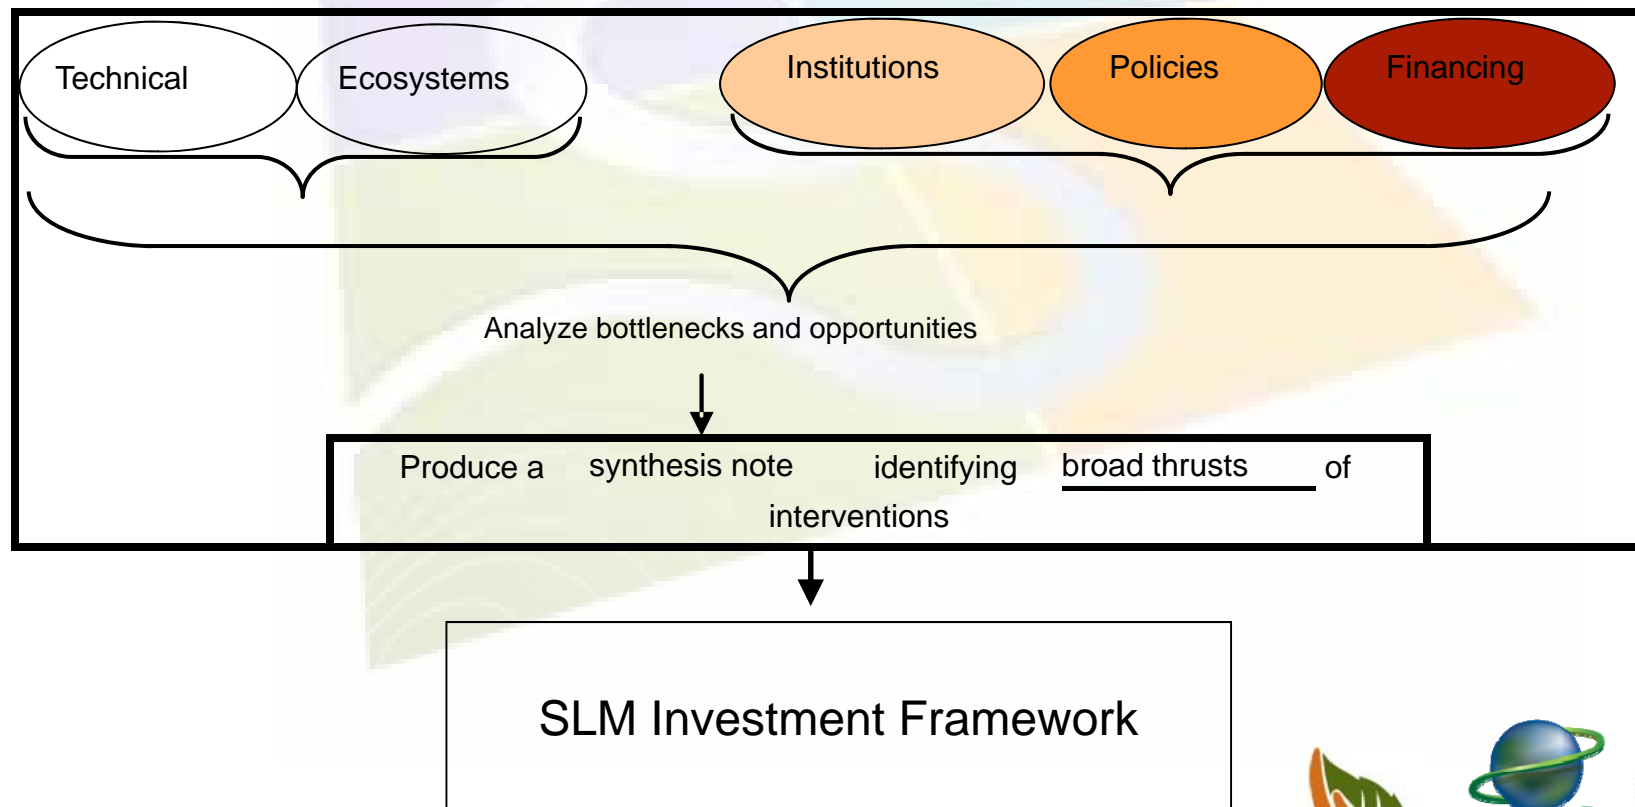 Technical Ecosystems Institutions Policies Financing
Analyze bottlenecks and opportunities
Produce a synthesis note identifying broad thrusts of
interventions
SLM Investment Framework